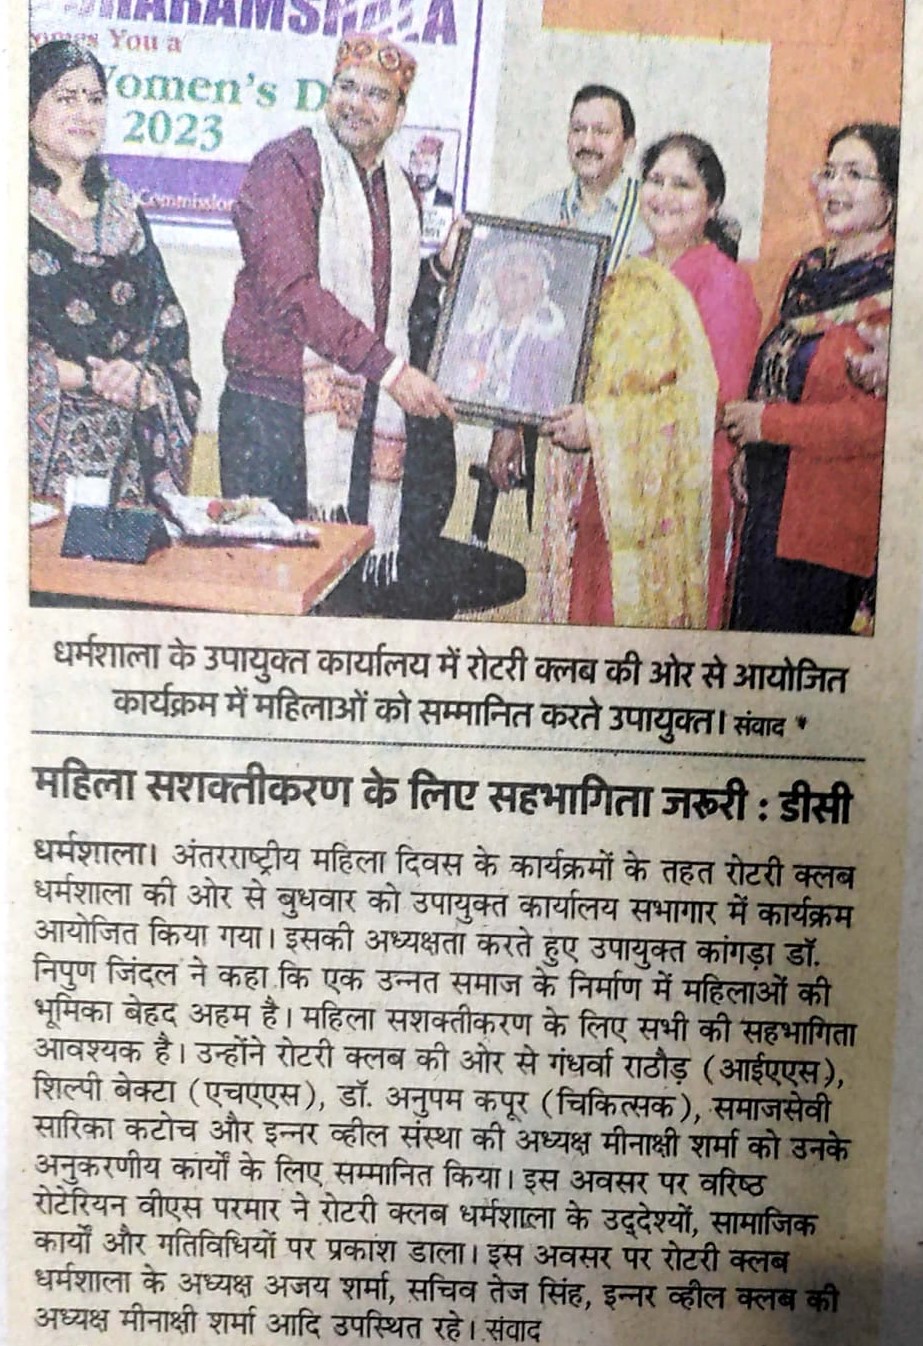 DHARAMSHALA
You a
Women's D
2023
Commission
धर्मशाला के उपायुक्त कार्यालय में रोटरी क्लब की ओर से आयोजित
कार्यक्रम में महिलाओं को सम्मानित करते उपायुक्त। संवाद
महिला सशक्तीकरण के लिए सहभागिता जरूरी : डीसी
धर्मशाला। अंतरराष्ट्रीय महिला दिवस के कार्यक्रमों के तहत रोटरी क्लब
धर्मशाला की ओर से बुधवार को उपायुक्त कार्यालय सभागार में कार्यक्रम
आयोजित किया गया। इसकी अध्यक्षता करते हुए उपायुक्त कांगड़ा डॉ.
निपुण जिंदल ने कहा कि एक उन्नत समाज के निर्माण में महिलाओं की
भूमिका बेहद अहम है। महिला सशक्तीकरण के लिए सभी की सहभागिता
आवश्यक है। उन्होंने रोटरी क्लब की ओर से गंधर्वा राठौड़ (आईएएस),
शिल्पी बेक्टा (एचएएस), डॉ. अनुपम कपूर (चिकित्सक), समाजसेवी
सारिका कटोच और इन्नर व्हील संस्था की अध्यक्ष मीनाक्षी शर्मा को उनके
अनुकरणीय कार्यों के लिए सम्मानित किया। इस अवसर पर वरिष्ठ
रोटेरियन वीएस परमार ने रोटरी क्लब धर्मशाला के उद्देश्यों, सामाजिक
कार्यों और गतिविधियों पर प्रकाश डाला। इस अवसर पर रोटरी क्लब
धर्मशाला के अध्यक्ष अजय शर्मा, सचिव तेज सिंह, इन्नर व्हील क्लब की
अध्यक्ष मीनाक्षी शर्मा आदि उपस्थित रहे। संवाद